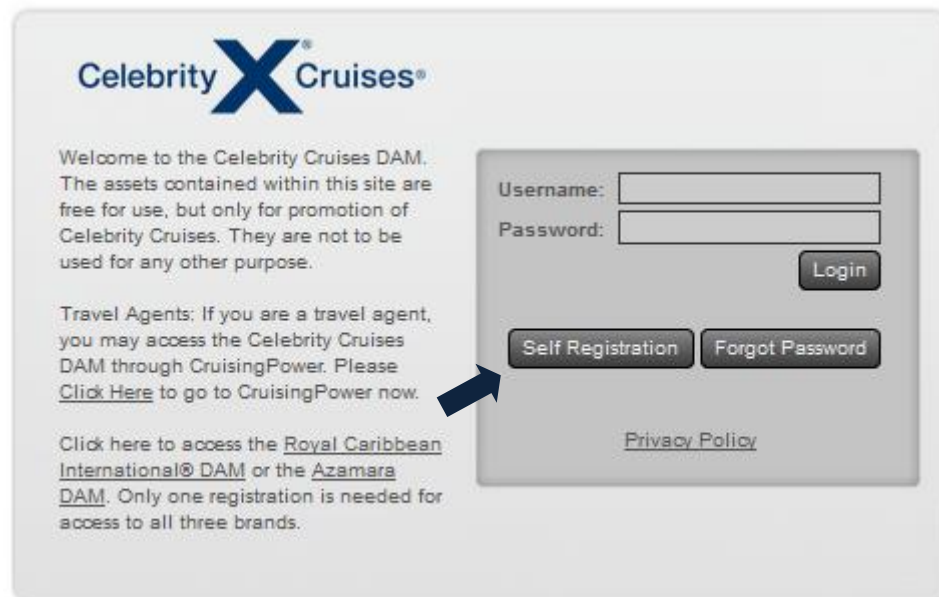 Celebrity X® Cruises®
Welcome to the Celebrity Cruises DAM.
The assets contained within this site are
free for use, but only for promotion of
Celebrity Cruises. They are not to be
used for any other purpose.
Travel Agents: If you are a travel agent,
you may access the Celebrity Cruises
DAM through CruisingPower. Please
Click Here to go to CruisingPower now.
Click here to access the Royal Caribbean
International® DAM or the Azamara
DAM. Only one registration is needed for
access to all three brands.
Username:
Password:
Login
Self Registration
Forgot Password
Privacy Policy